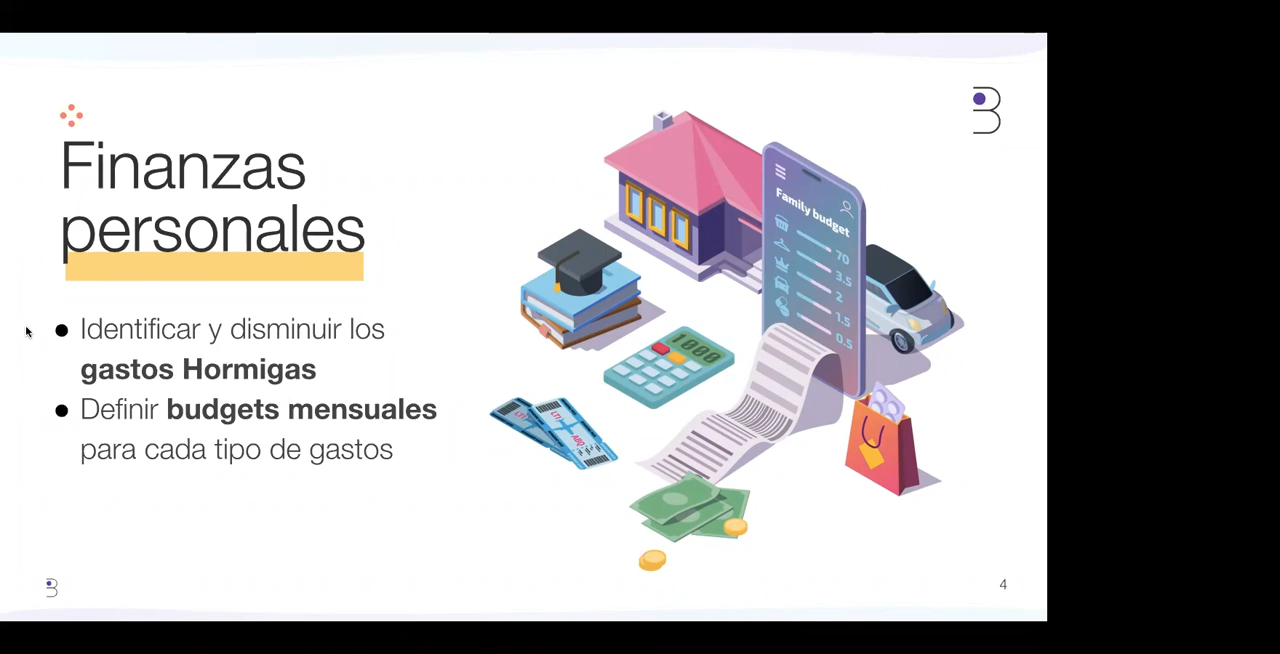 Finanzas
personales
● Identificar y disminuir los
gastos Hormigas
● Definir budgets mensuales
para cada tipo de gastos
Family budget
70
3.5
2
1.5
0.5
1000
4